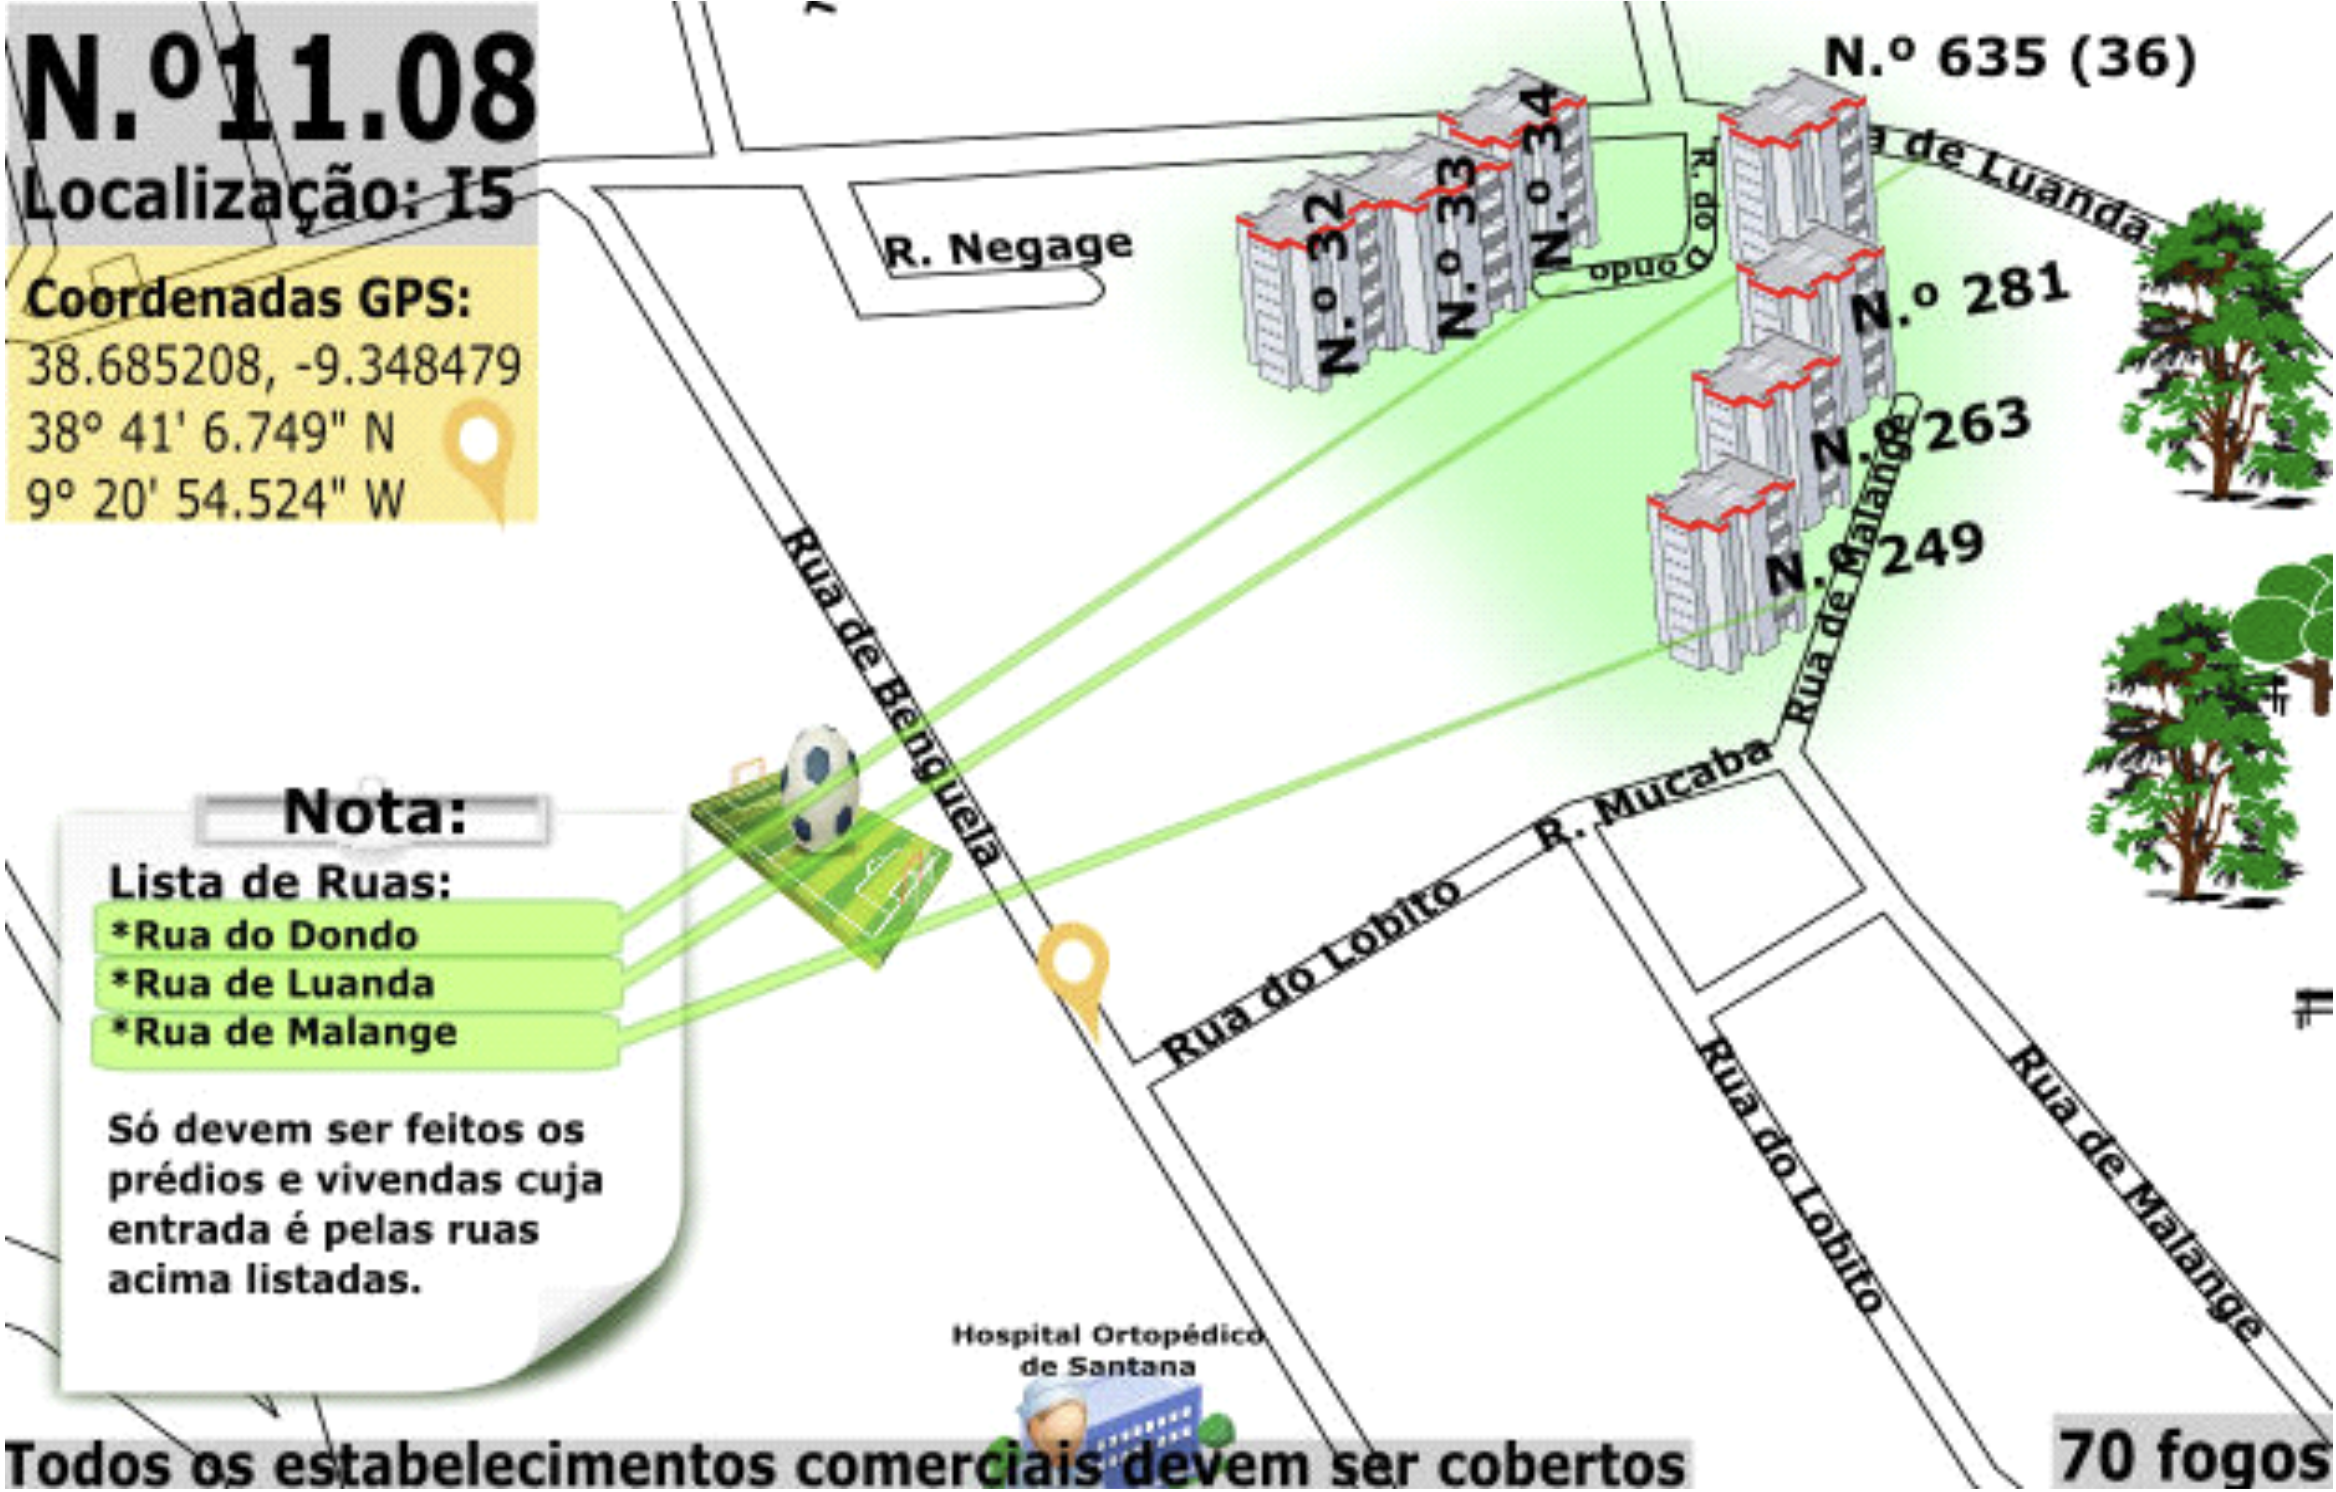 N.º11.08
Localização: I5
Coordenadas GPS:
38.685208, -9.348479
38º 41' 6.749" N
9º 20' 54.524" W
N.º 635 (36)
de Luanda
R. Negage
N.º 32
N.º 33
N.º 34
R. do D
ondo
N.º 281
N.º 263
N.º 249
Rua de Malange
Rua de Benguela
R. Mucaba
Rua do Lobito
Rua do Lobito
Rua de Malange
Nota:
Lista de Ruas:
*Rua do Dondo
*Rua de Luanda
*Rua de Malange
Só devem ser feitos os
prédios e vivendas cuja
entrada é pelas ruas
acima listadas.
Hospital Ortopédico
de Santana
Todos os estabelecimentos comerciais devem ser cobertos
70 fogos